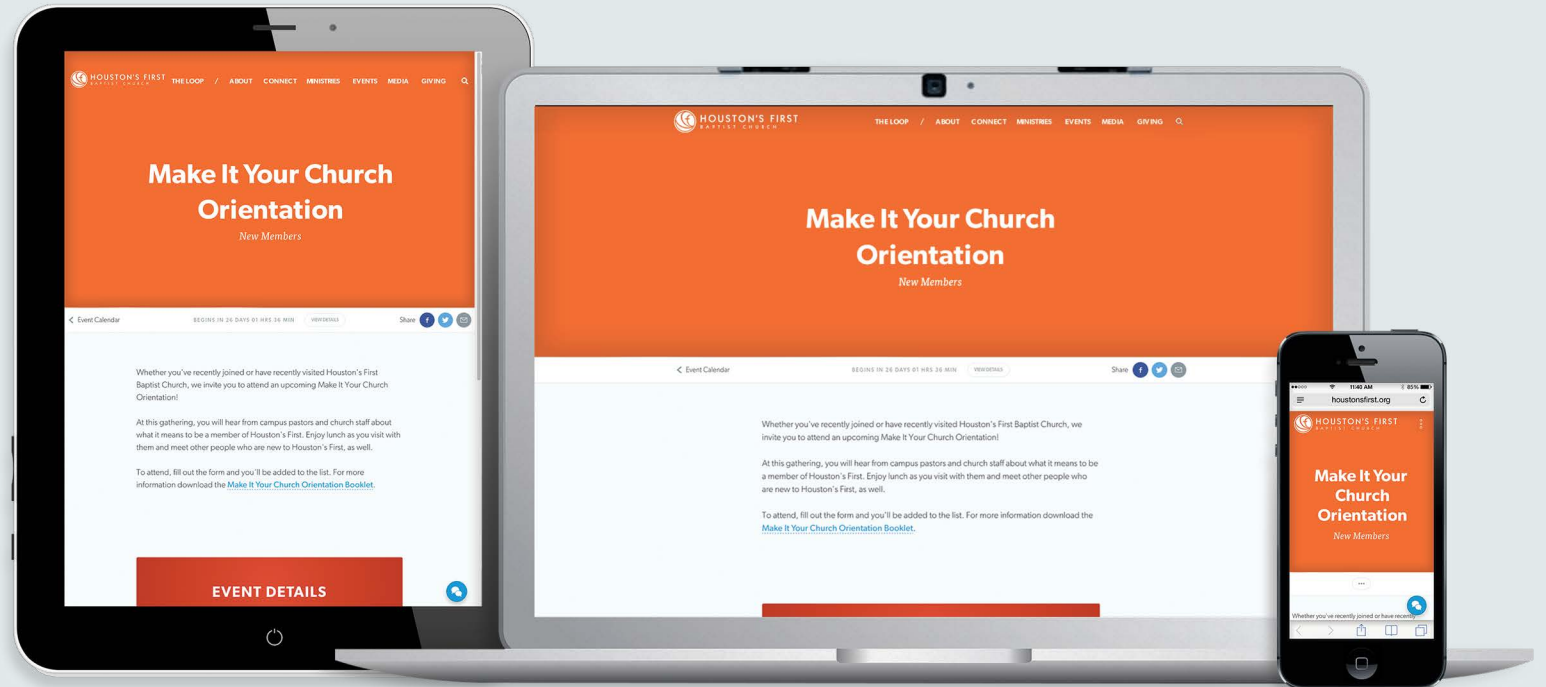 HOUSTON'S FIRST
BAPTIST CHURCH
THE LOOP / ABOUT CONNECT MINISTRIES EVENTS MEDIA GIVING
Make It Your Church
Orientation
New Members
Event Calendar
BEGINS IN 26 DAYS 01 HRS 36 MIN
VIEW DETAILS
Share
Whether you've recently joined or have recently visited Houston's First
Baptist Church, we invite you to attend an upcoming Make It Your Church
Orientation!
At this gathering, you will hear from campus pastors and church staff about
what it means to be a member of Houston's First. Enjoy lunch as you visit with
them and meet other people who are new to Houston's First, as well.
To attend, fill out the form and you'll be added to the list. For more
information download the Make It Your Church Orientation Booklet.
EVENT DETAILS
HOUSTON'S FIRST
BAPTIST CHURCH
THE LOOP / ABOUT CONNECT MINISTRIES EVENTS MEDIA GIVING
Make It Your Church
Orientation
New Members
Event Calendar
BEGINS IN 26 DAYS 01 HRS 36 MIN
VIEW DETAILS
Share
Whether you've recently joined or have recently visited Houston's First Baptist Church, we
invite you to attend an upcoming Make It Your Church Orientation!
At this gathering, you will hear from campus pastors and church staff about what it means to be
a member of Houston's First. Enjoy lunch as you visit with them and meet other people who
are new to Houston's First, as well.
To attend, fill out the form and you'll be added to the list. For more information download the
Make It Your Church Orientation Booklet.
11:40 AM 85%
houstonsfirst.org
HOUSTON'S FIRST
BAPTIST CHURCH
Make It Your
Church
Orientation
New Members
Whether you've recently joined or have recently